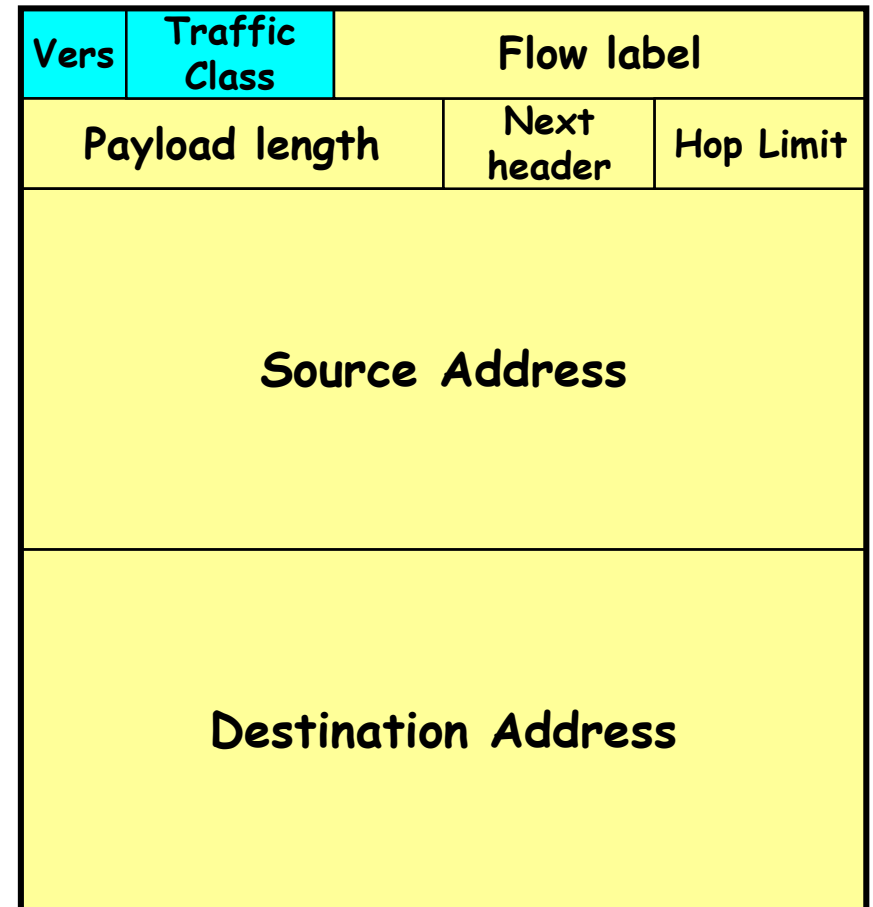 Vers
Traffic
Class
Flow label
Payload length
Next
header
Hop Limit
Source Address
Destination Address